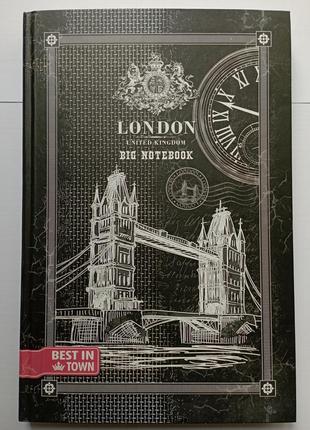 LONDON
UNITED KINGDOM
BIG NOTEBOOK
BEST IN
TOWN